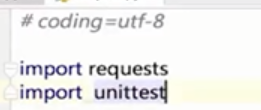 # coding=utf-8
import requests
import unittest